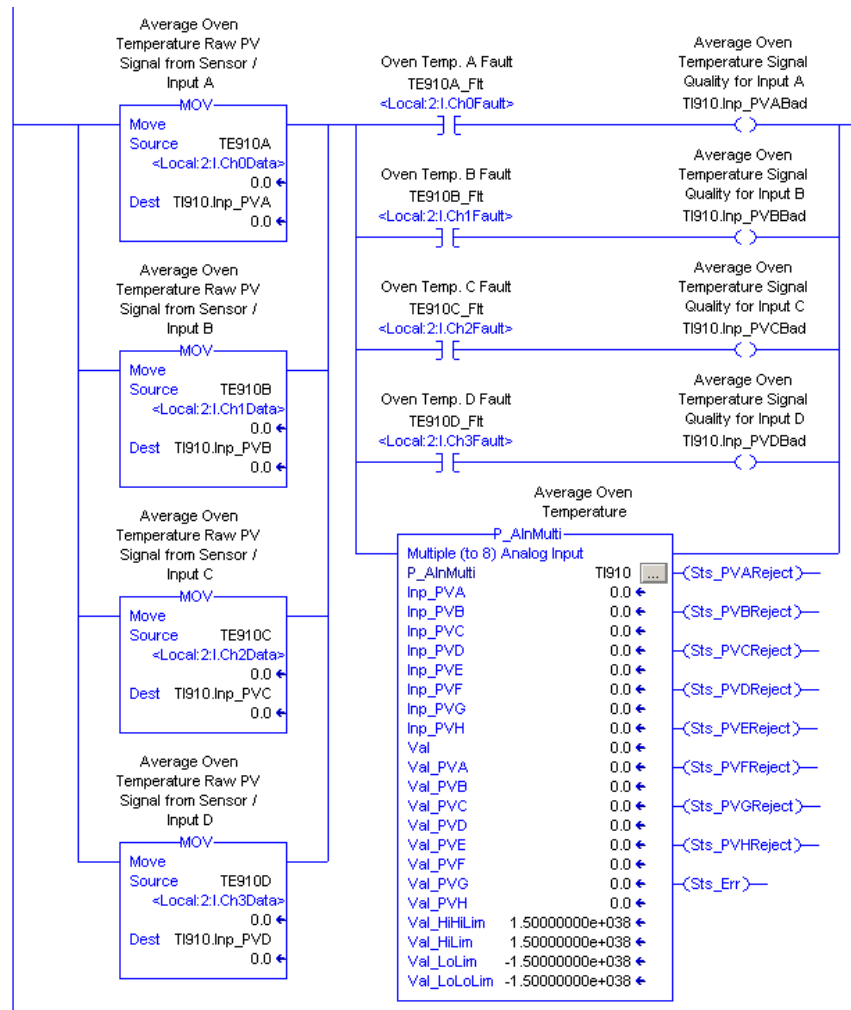 Average Oven
Temperature Raw PV
Signal from Sensor /
Input A
MOV
Move
Source TE910A
<Local:2:I.Ch0Data>
0.0
Dest TI910.Inp_PVA
0.0
Average Oven
Temperature Raw PV
Signal from Sensor /
Input B
MOV
Move
Source TE910B
<Local:2:I.Ch1Data>
0.0
Dest TI910.Inp_PVB
0.0
Average Oven
Temperature Raw PV
Signal from Sensor /
Input C
MOV
Move
Source TE910C
<Local:2:I.Ch2Data>
0.0
Dest TI910.Inp_PVC
0.0
Average Oven
Temperature Raw PV
Signal from Sensor /
Input D
MOV
Move
Source TE910D
<Local:2:I.Ch3Data>
0.0
Dest TI910.Inp_PVD
0.0
Oven Temp. A Fault
TE910A_Flt
<Local:2:I.Ch0Fault>
Average Oven
Temperature Signal
Quality for Input A
TI910.Inp_PVABad
Oven Temp. B Fault
TE910B_Flt
<Local:2:I.Ch1Fault>
Average Oven
Temperature Signal
Quality for Input B
TI910.Inp_PVBBad
Oven Temp. C Fault
TE910C_Flt
<Local:2:I.Ch2Fault>
Average Oven
Temperature Signal
Quality for Input C
TI910.Inp_PVCBad
Oven Temp. D Fault
TE910D_Flt
<Local:2:I.Ch3Fault>
Average Oven
Temperature Signal
Quality for Input D
TI910.Inp_PVDBad
Average Oven
Temperature
P_AInMulti
Multiple (to 8) Analog Input
P_AInMulti TI910 ...
Inp_PVA 0.0
Inp_PVB 0.0
Inp_PVC 0.0
Inp_PVD 0.0
Inp_PVE 0.0
Inp_PVF 0.0
Inp_PVG 0.0
Inp_PVH 0.0
Val 0.0
Val_PVA 0.0
Val_PVB 0.0
Val_PVC 0.0
Val_PVD 0.0
Val_PVE 0.0
Val_PVF 0.0
Val_PVG 0.0
Val_PVH 0.0
Val_HiHiLim 1.50000000e+038
Val_HiLim 1.50000000e+038
Val_LoLim -1.50000000e+038
Val_LoLoLim -1.50000000e+038
Sts_PVAReject
Sts_PVBReject
Sts_PVCReject
Sts_PVDReject
Sts_PVEReject
Sts_PVFReject
Sts_PVGReject
Sts_PVHReject
Sts_Err